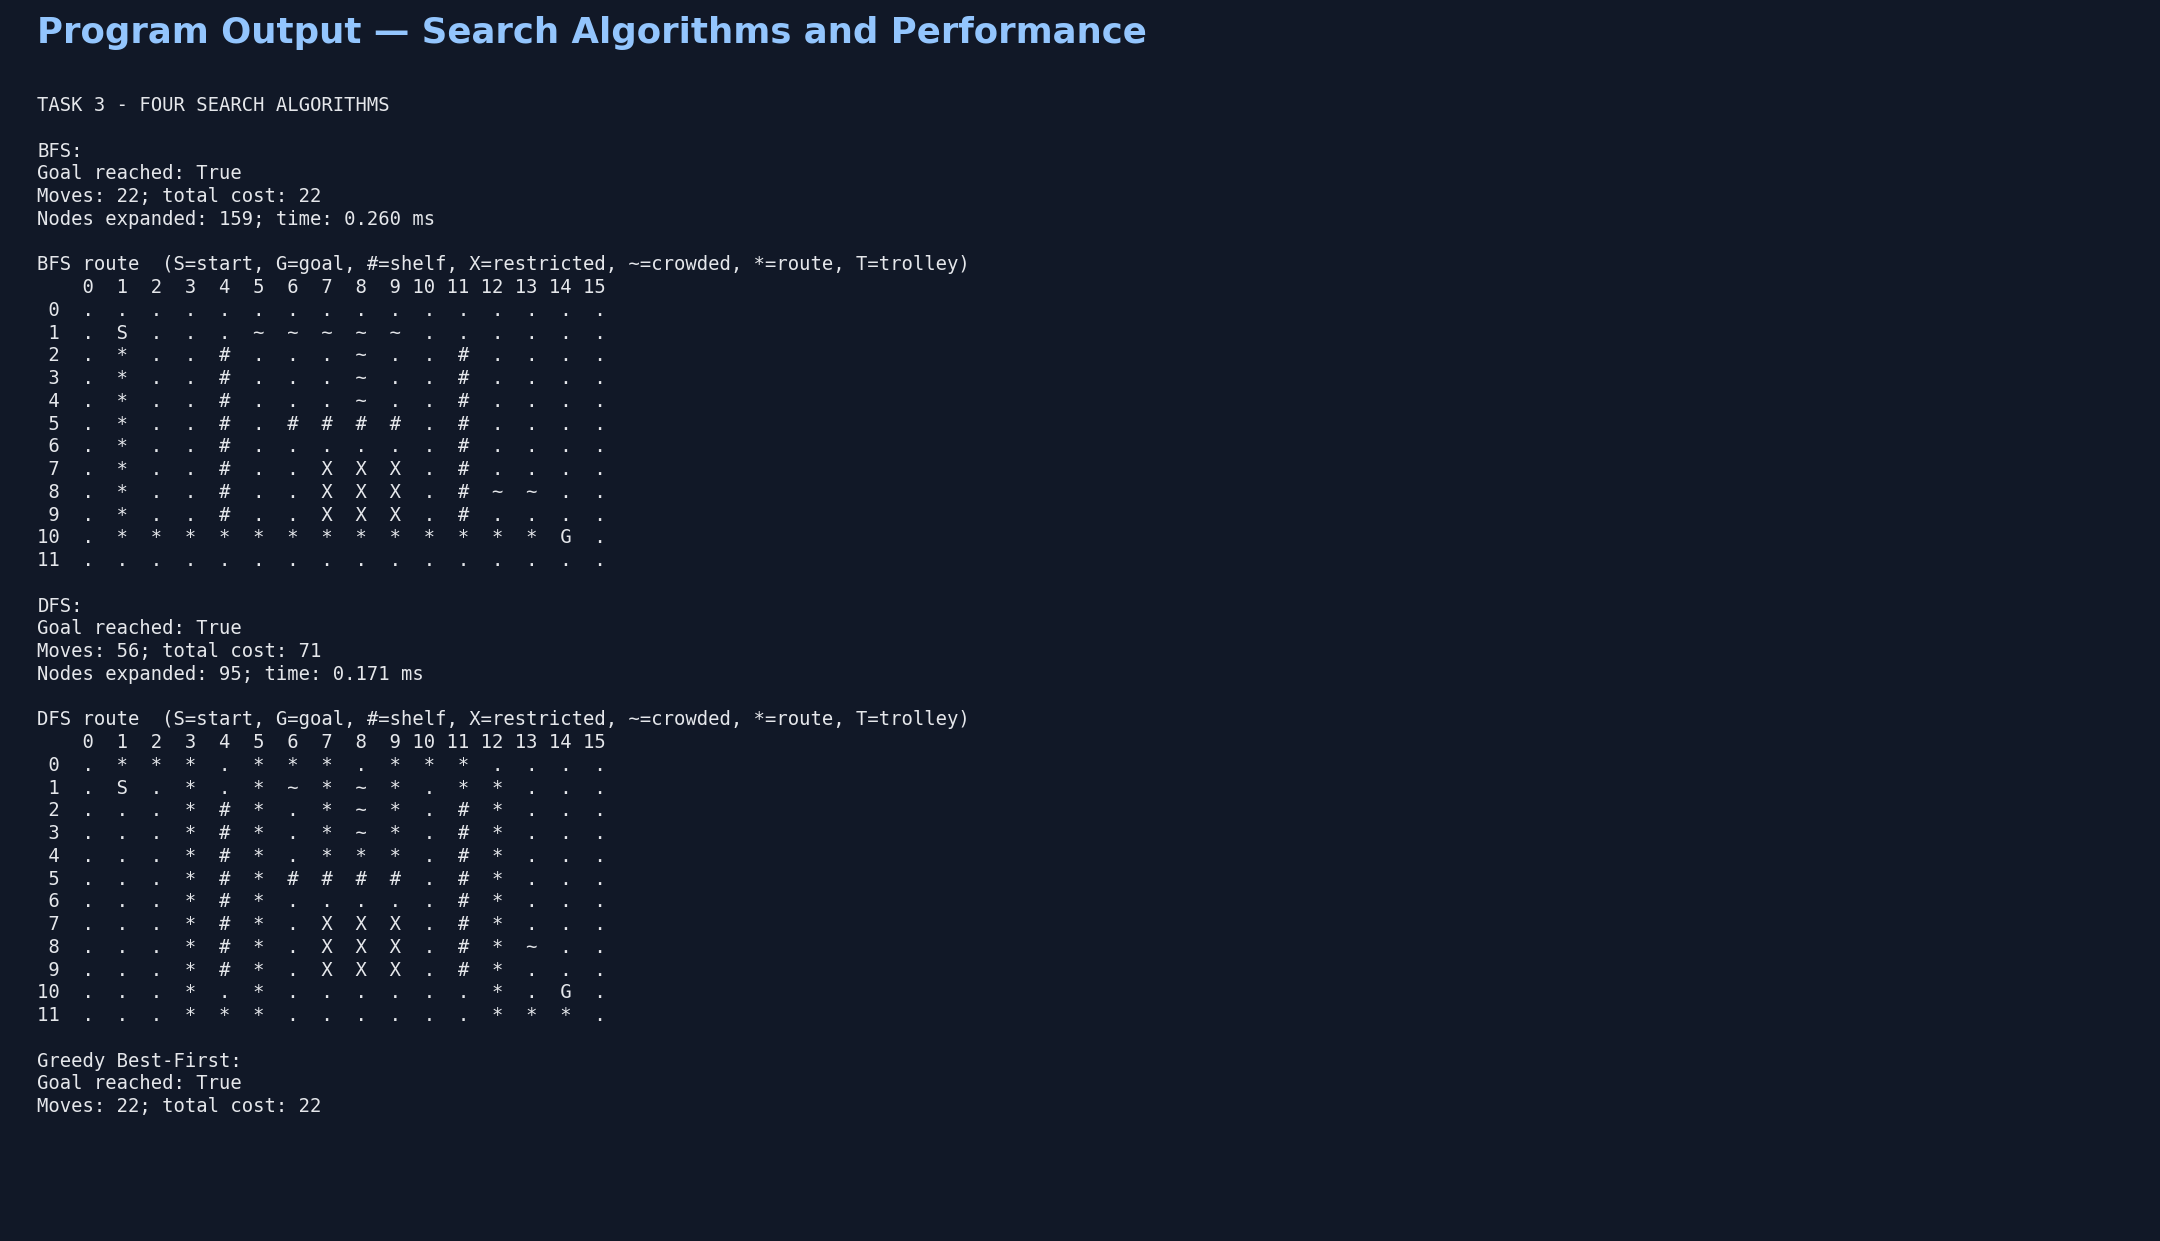 Program Output — Search Algorithms and Performance
TASK 3 - FOUR SEARCH ALGORITHMS
BFS:
Goal reached: True
Moves: 22; total cost: 22
Nodes expanded: 159; time: 0.260 ms
BFS route  (S=start, G=goal, #=shelf, X=restricted, ~=crowded, *=route, T=trolley)
    0  1  2  3  4  5  6  7  8  9 10 11 12 13 14 15
 0  .  .  .  .  .  .  .  .  .  .  .  .  .  .  .  .
 1  .  S  .  .  .  ~  ~  ~  ~  ~  .  .  .  .  .  .
 2  .  *  .  .  #  .  .  .  ~  .  .  #  .  .  .  .
 3  .  *  .  .  #  .  .  .  ~  .  .  #  .  .  .  .
 4  .  *  .  .  #  .  .  .  ~  .  .  #  .  .  .  .
 5  .  *  .  .  #  .  #  #  #  #  .  #  .  .  .  .
 6  .  *  .  .  #  .  .  .  .  .  .  #  .  .  .  .
 7  .  *  .  .  #  .  .  X  X  X  .  #  .  .  .  .
 8  .  *  .  .  #  .  .  X  X  X  .  #  ~  ~  .  .
 9  .  *  .  .  #  .  .  X  X  X  .  #  .  .  .  .
10  .  *  *  *  *  *  *  *  *  *  *  *  *  *  G  .
11  .  .  .  .  .  .  .  .  .  .  .  .  .  .  .  .
DFS:
Goal reached: True
Moves: 56; total cost: 71
Nodes expanded: 95; time: 0.171 ms
DFS route  (S=start, G=goal, #=shelf, X=restricted, ~=crowded, *=route, T=trolley)
    0  1  2  3  4  5  6  7  8  9 10 11 12 13 14 15
 0  .  *  *  *  .  *  *  *  .  *  *  *  .  .  .  .
 1  .  S  .  *  .  *  ~  *  ~  *  .  *  *  .  .  .
 2  .  .  .  *  #  *  .  *  ~  *  .  #  *  .  .  .
 3  .  .  .  *  #  *  .  *  ~  *  .  #  *  .  .  .
 4  .  .  .  *  #  *  .  *  *  *  .  #  *  .  .  .
 5  .  .  .  *  #  *  #  #  #  #  .  #  *  .  .  .
 6  .  .  .  *  #  *  .  .  .  .  .  #  *  .  .  .
 7  .  .  .  *  #  *  .  X  X  X  .  #  *  .  .  .
 8  .  .  .  *  #  *  .  X  X  X  .  #  *  ~  .  .
 9  .  .  .  *  #  *  .  X  X  X  .  #  *  .  .  .
10  .  .  .  *  .  *  .  .  .  .  .  .  *  .  G  .
11  .  .  .  *  *  *  .  .  .  .  .  .  *  *  *  .
Greedy Best-First:
Goal reached: True
Moves: 22; total cost: 22